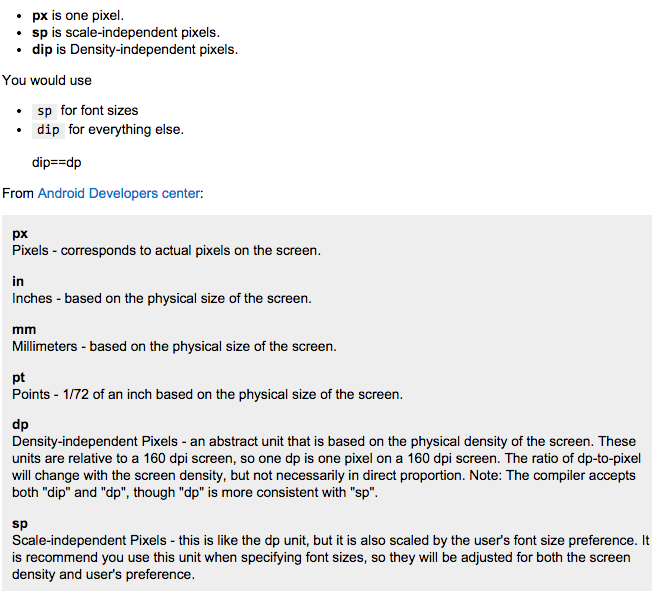 px is one pixel.
sp is scale-independent pixels.
dip is Density-independent pixels.
You would use
sp for font sizes
dip for everything else.
dip==dp
From Android Developers center:
px
Pixels - corresponds to actual pixels on the screen.
in
Inches - based on the physical size of the screen.
mm
Millimeters - based on the physical size of the screen.
pt
Points - 1/72 of an inch based on the physical size of the screen.
dp
Density-independent Pixels - an abstract unit that is based on the physical density of the screen. These
units are relative to a 160 dpi screen, so one dp is one pixel on a 160 dpi screen. The ratio of dp-to-pixel
will change with the screen density, but not necessarily in direct proportion. Note: The compiler accepts
both "dip" and "dp", though "dp" is more consistent with "sp".
sp
Scale-independent Pixels - this is like the dp unit, but it is also scaled by the user's font size preference. It
is recommend you use this unit when specifying font sizes, so they will be adjusted for both the screen
density and user's preference.